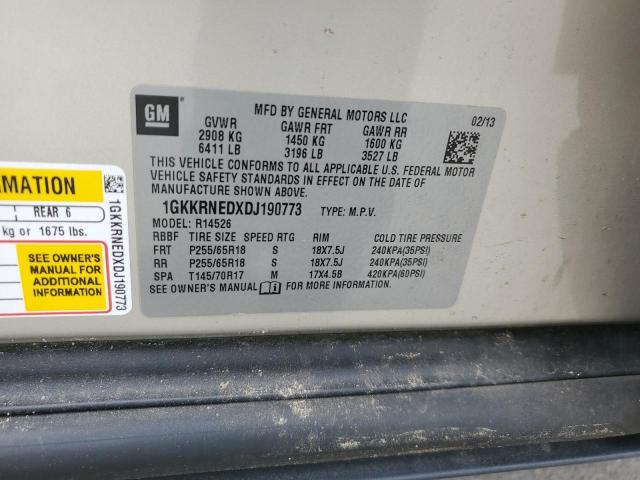 GM
MFD BY GENERAL MOTORS LLC 02/13
GVWR GAWR FRT GAWR RR
2908 KG 1450 KG 1600 KG
6411 LB 3196 LB 3527 LB
THIS VEHICLE CONFORMS TO ALL APPLICABLE U.S. FEDERAL MOTOR
VEHICLE SAFETY STANDARDS IN EFFECT ON THE DATE OF
MANUFACTURE SHOWN ABOVE.
1GKKRNEDXDJ190773 TYPE: M.P.V.
MODEL: R14526
RBBF TIRE SIZE SPEED RTG RIM COLD TIRE PRESSURE
FRT P255/65R18 S 18X7.5J 240KPA(35PSI)
RR P255/65R18 S 18X7.5J 240KPA(35PSI)
SPA T145/70R17 M 17X4.5B 420KPA(60PSI)
SEE OWNER'S MANUAL FOR MORE INFORMATION.
REAR 6
kg or 1675 lbs.
SEE OWNER'S
MANUAL FOR
ADDITIONAL
INFORMATION
1GKKRNEDXDJ190773